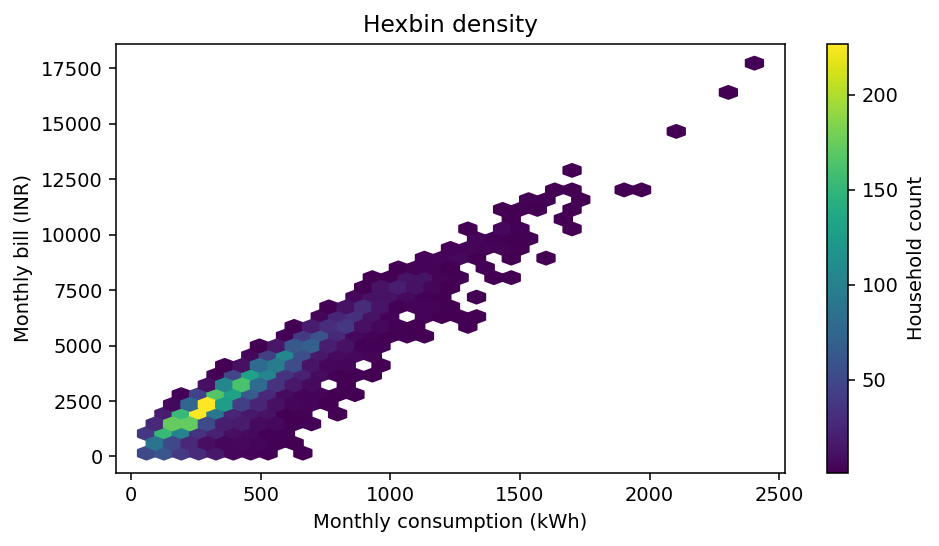 Hexbin density
17500
15000
12500
10000
7500
5000
2500
0
Monthly bill (INR)
0 500 1000 1500 2000 2500
Monthly consumption (kWh)
200
150
100
50
Household count